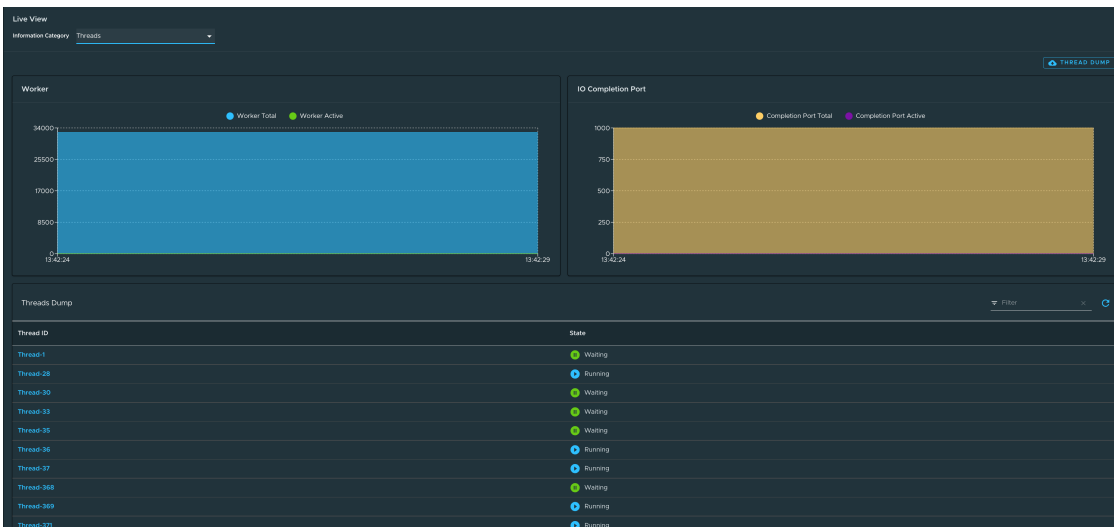 Live View
Information Category Threads
THREAD DUMP
Worker
Worker Total Worker Active
34000
25500
17000
8500
0
13:42:24 13:42:29
IO Completion Port
Completion Port Total Completion Port Active
1000
750
500
250
0
13:42:24 13:42:29
Threads Dump Filter
Thread ID State
Thread-1 Waiting
Thread-28 Running
Thread-30 Waiting
Thread-33 Waiting
Thread-35 Waiting
Thread-36 Running
Thread-37 Running
Thread-368 Waiting
Thread-369 Running
Thread-371 Running